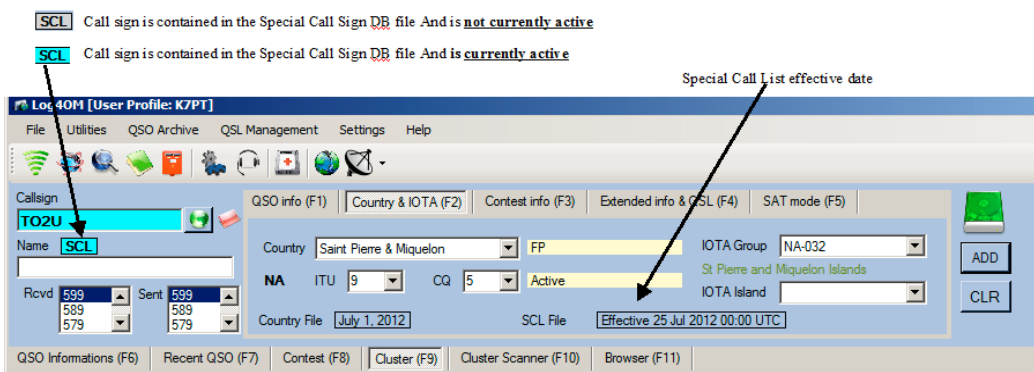 SCL Call sign is contained in the Special Call Sign DB file And is not currently active
SCL Call sign is contained in the Special Call Sign DB file And is currently active
Special Call List effective date
Log4OM [User Profile: K7PT]
File Utilities QSO Archive QSL Management Settings Help
Callsign
TO2U
Name SCL
Rcvd 599 589 579 Sent 599 589 579
QSO info (F1) Country & IOTA (F2) Contest info (F3) Extended info & QSL (F4) SAT mode (F5)
Country Saint Pierre & Miquelon FP IOTA Group NA-032
St Pierre and Miquelon Islands
NA ITU 9 CQ 5 Active IOTA Island
Country File July 1, 2012 SCL File Effective 25 Jul 2012 00:00 UTC
ADD
CLR
QSO Informations (F6) Recent QSO (F7) Contest (F8) Cluster (F9) Cluster Scanner (F10) Browser (F11)